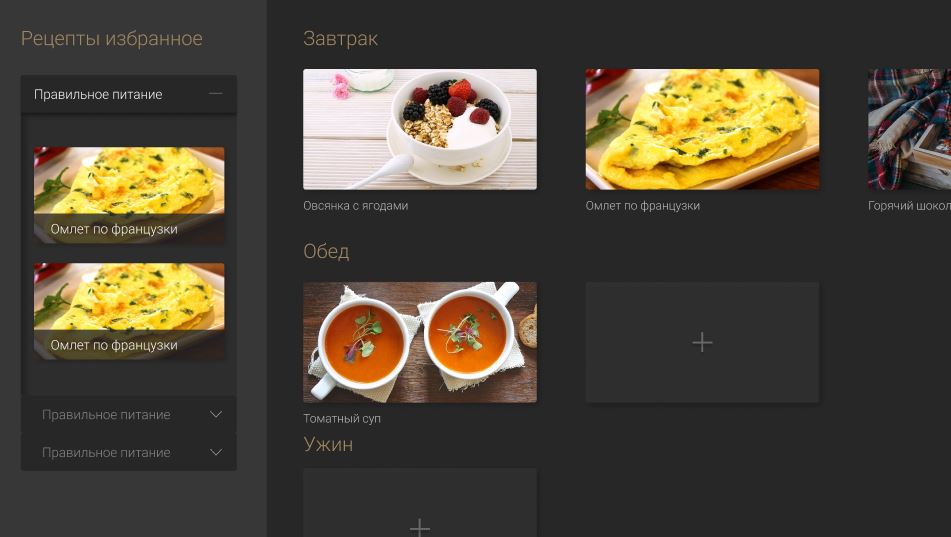 Рецепты избранное
Правильное питание
Омлет по французки
Омлет по французки
Правильное питание
Правильное питание
Завтрак
Овсянка с ягодами
Омлет по французки
Горячий шокол
Обед
Томатный суп
Ужин